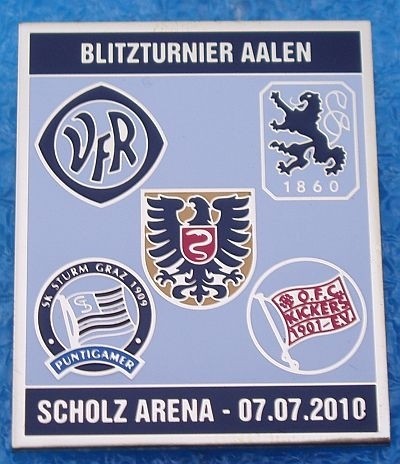 BLITZTURNIER AALEN
VfR
1860
SK STURM GRAZ 1909
PUNTIGAMER
O.F.C.
KICKERS
1901-E.V.
SCHOLZ ARENA - 07.07.2010